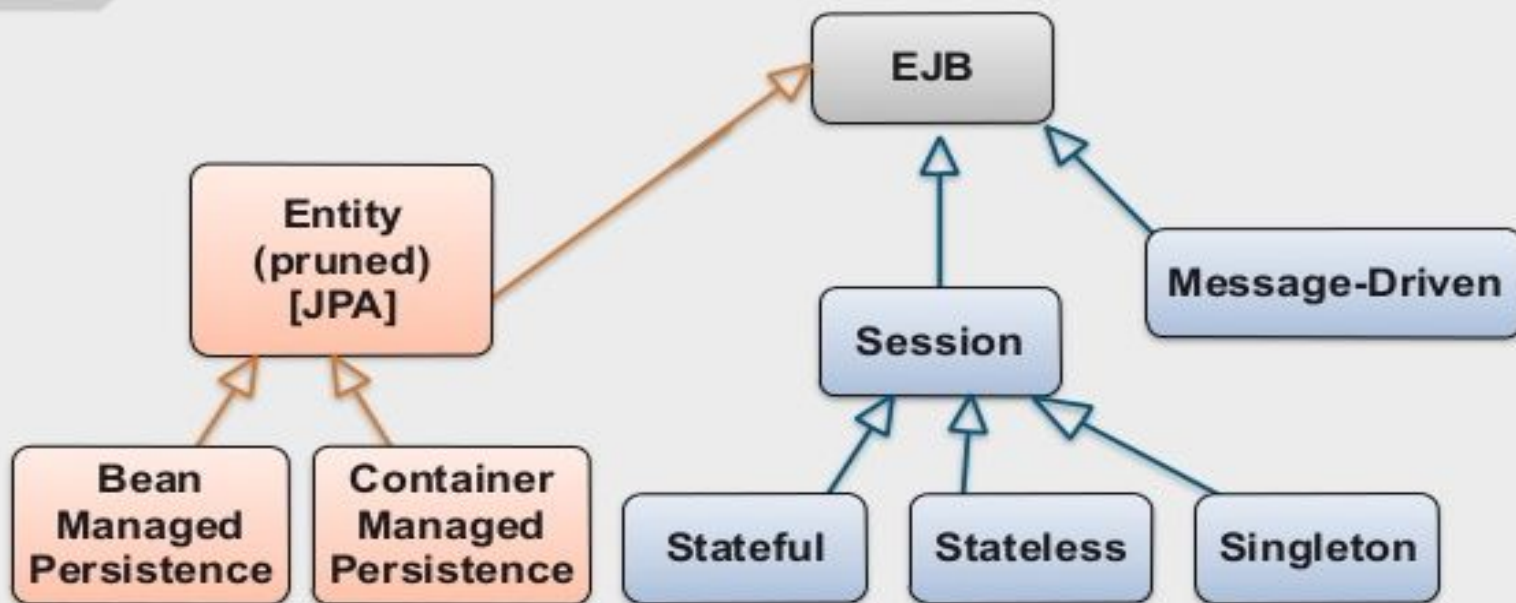 EJB
Entity
(pruned)
[JPA]
Message-Driven
Session
Bean
Managed
Persistence
Container
Managed
Persistence
Stateful
Stateless
Singleton